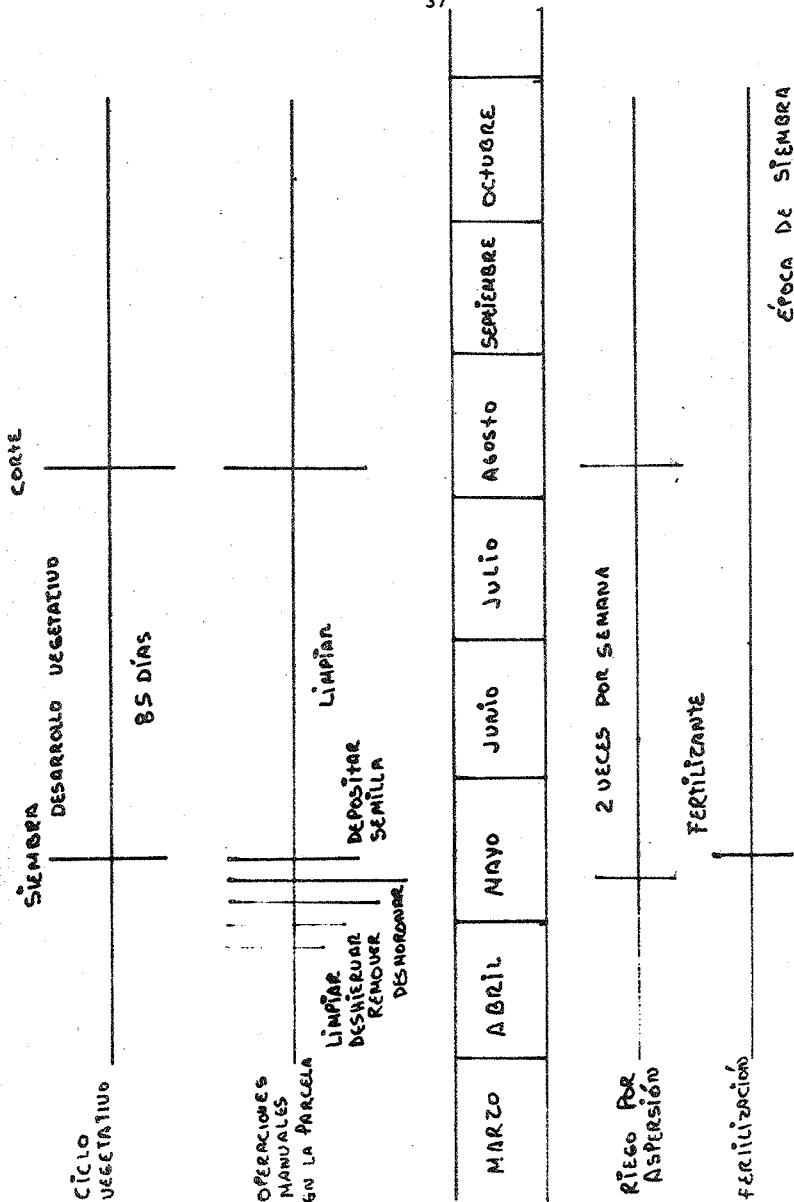 37
CORTE
SIEMBRA
DESARROLLO VEGETATIVO
85 DÍAS
CICLO
VEGETATIVO
LIMPIAR
DEPOSITAR
SEMILLA
LIMPIAR
DESHIERVAR
REMOVER
DESMORONAR
OPERACIONES
MANUALES
EN LA PARCELA
MARZO ABRIL MAYO JUNIO JULIO AGOSTO SEPTIEMBRE OCTUBRE
2 VECES POR SEMANA
RIEGO POR
ASPERSIÓN
FERTILIZANTE
FERTILIZACIÓN
ÉPOCA DE SIEMBRA